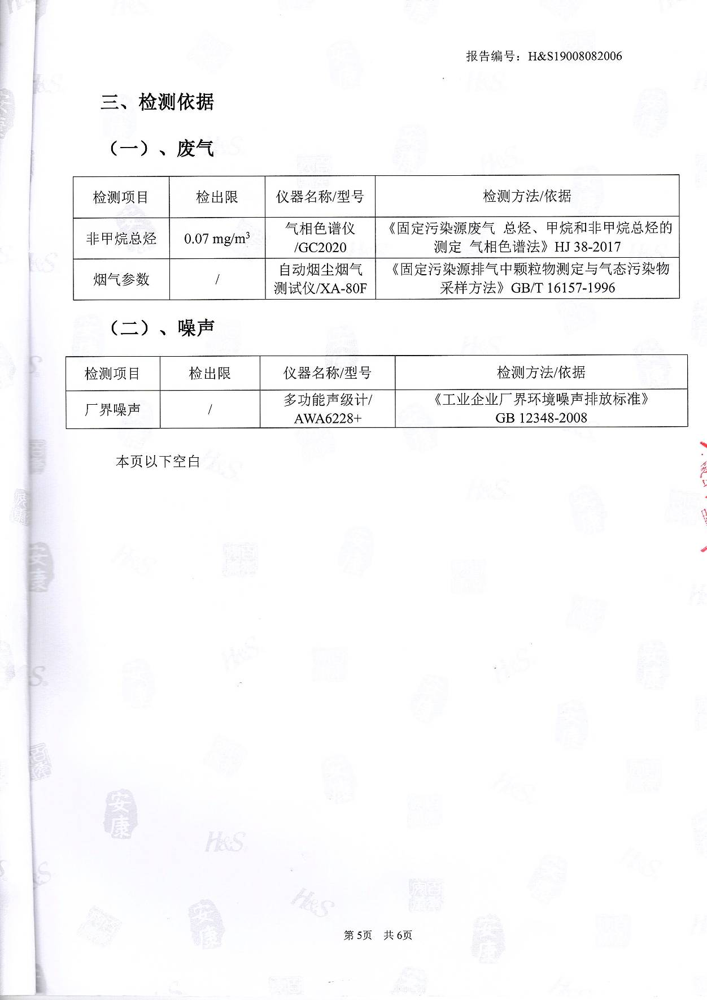 报告编号：H&S19008082006
三、检测依据
（一）、废气
检测项目 检出限 仪器名称/型号 检测方法/依据
非甲烷总烃 0.07 mg/m³ 气相色谱仪 /GC2020 《固定污染源废气 总烃、甲烷和非甲烷总烃的
测定 气相色谱法》HJ 38-2017
烟气参数 / 自动烟尘烟气 测试仪/XA-80F 《固定污染源排气中颗粒物测定与气态污染物
采样方法》GB/T 16157-1996
（二）、噪声
检测项目 检出限 仪器名称/型号 检测方法/依据
厂界噪声 / 多功能声级计/ AWA6228+ 《工业企业厂界环境噪声排放标准》
GB 12348-2008
本页以下空白
安康
H&S
H&S
安康
第 5页 共 6页